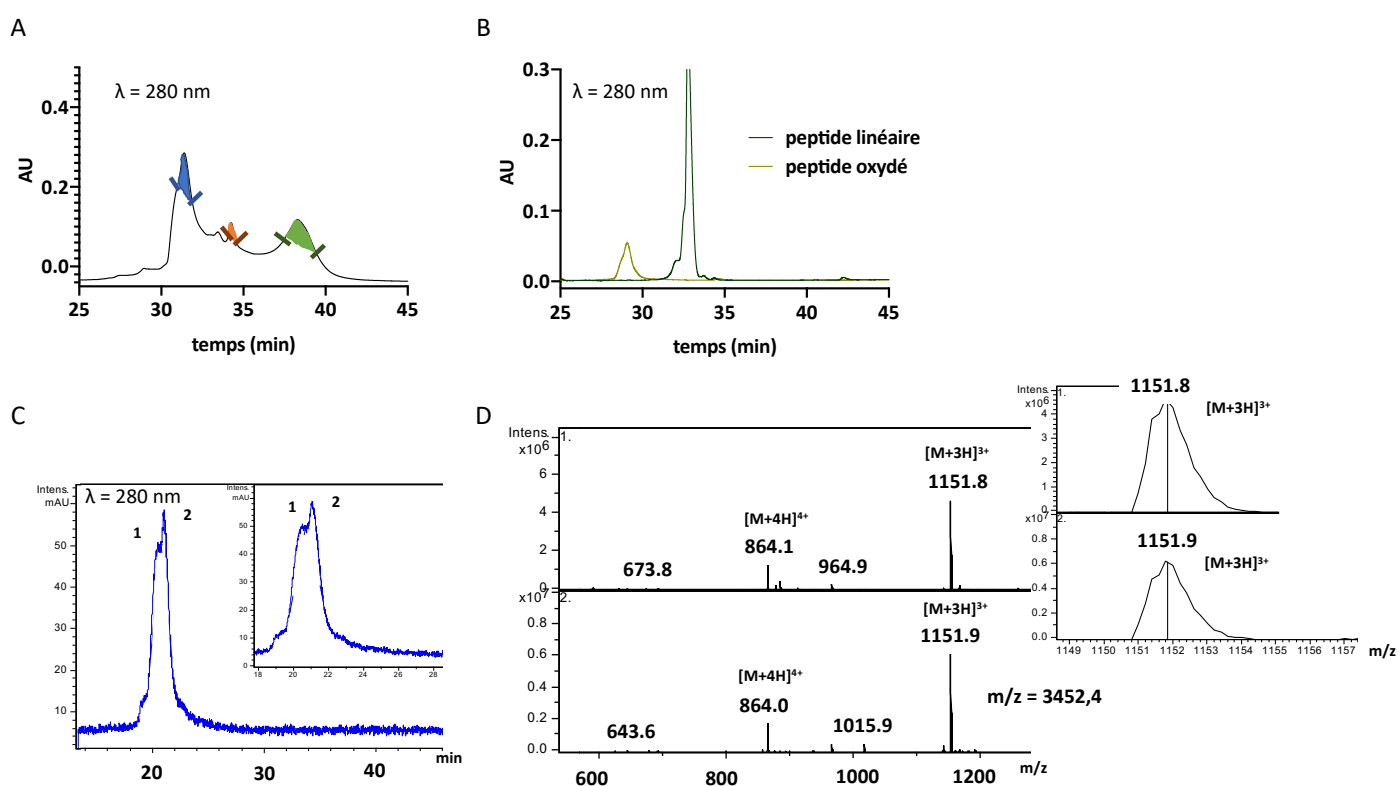 A
λ = 280 nm
AU
0.4
0.2
0.0
25 30 35 40 45
temps (min)
B
λ = 280 nm
AU
0.3
0.2
0.1
0.0
peptide linéaire
peptide oxydé
25 30 35 40 45
temps (min)
C
Intens.
mAU
λ = 280 nm
1
2
50
40
30
20
10
20 30 40
min
Intens.
mAU
1
2
50
40
30
20
10
0
18 20 22 24 26 28
D
Intens.
x10⁶
1.
6
4
2
0
673.8
[M+4H]⁴⁺
864.1
964.9
[M+3H]³⁺
1151.8
x10⁷
2.
0.8
0.6
0.4
0.2
0.0
643.6
[M+4H]⁴⁺
864.0
1015.9
[M+3H]³⁺
1151.9
m/z = 3452,4
600 800 1000 1200
m/z
Intens.
x10⁶
1.
4
3
2
1
0
1151.8
[M+3H]³⁺
x10⁷
2.
0.6
0.4
0.2
0.0
1151.9
[M+3H]³⁺
1149 1150 1151 1152 1153 1154 1155 1156 1157
m/z